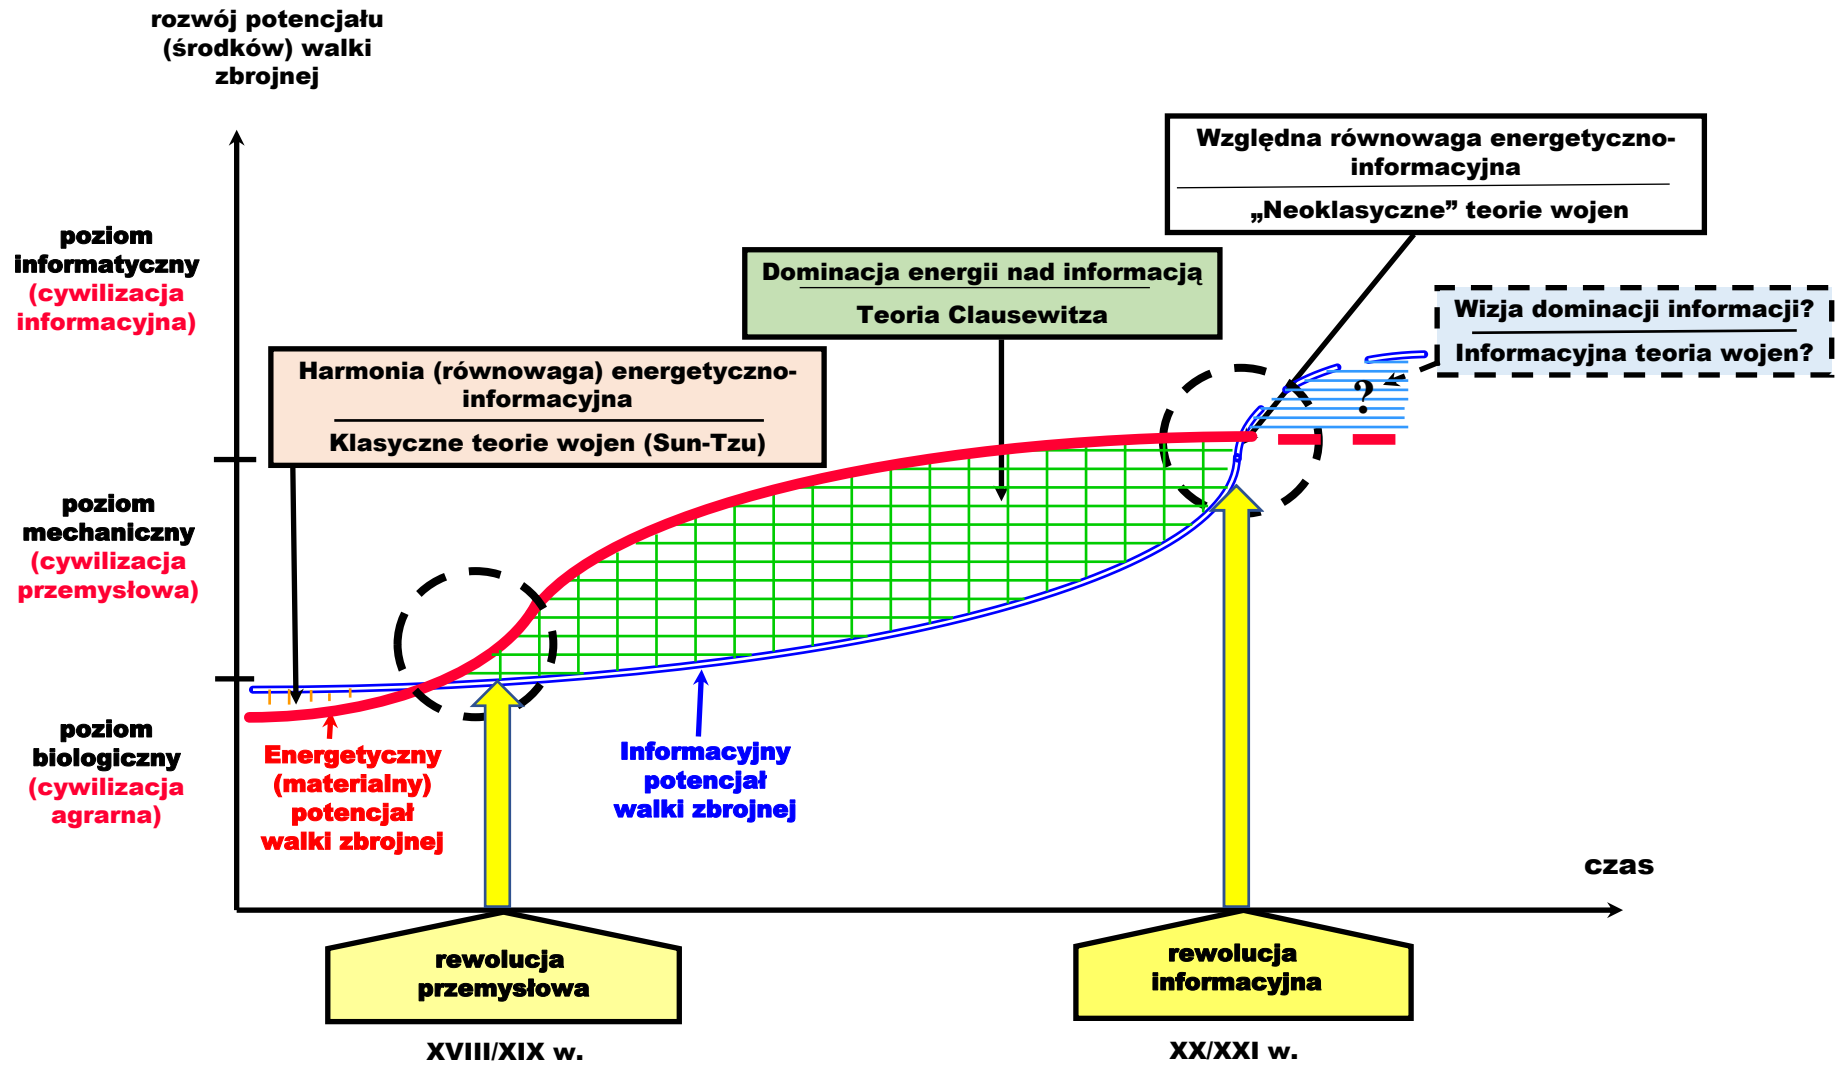 rozwój potencjału
(środków) walki
zbrojnej
Względna równowaga energetyczno-
informacyjna
„Neoklasyczne” teorie wojen
poziom
informatyczny
(cywilizacja
informacyjna)
Dominacja energii nad informacją
Teoria Clausewitza
Wizja dominacji informacji?
Informacyjna teoria wojen?
Harmonia (równowaga) energetyczno-
informacyjna
Klasyczne teorie wojen (Sun-Tzu)
?
poziom
mechaniczny
(cywilizacja
przemysłowa)
poziom
biologiczny
(cywilizacja
agrarna)
Energetyczny
(materialny)
potencjał
walki zbrojnej
Informacyjny
potencjał
walki zbrojnej
czas
rewolucja
przemysłowa
rewolucja
informacyjna
XVIII/XIX w.
XX/XXI w.